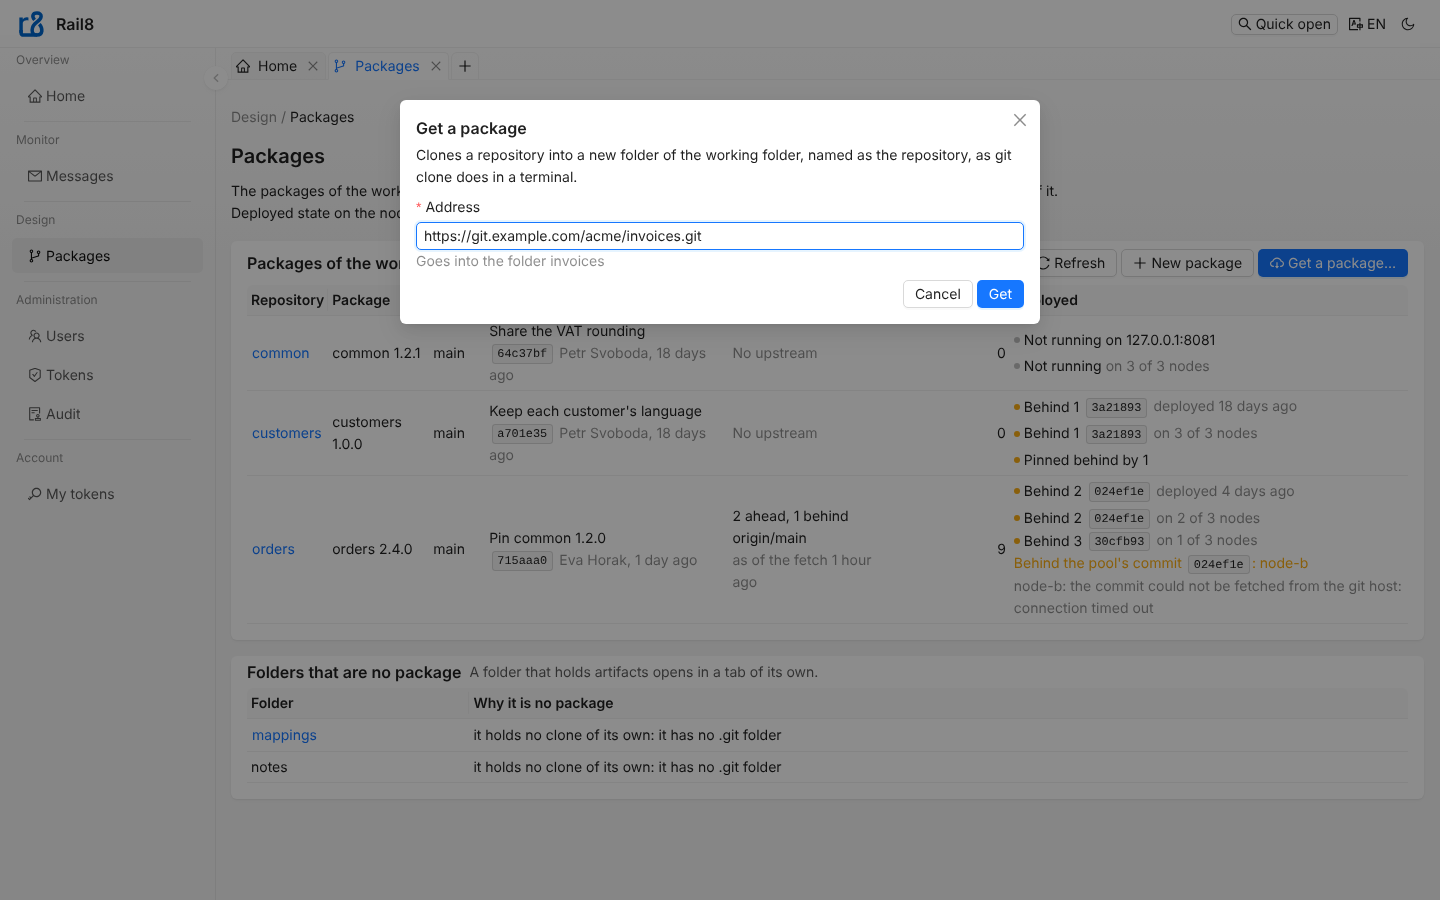 Rail8
Quick open
EN
Overview
Home
Monitor
Messages
Design
Packages
Administration
Users
Tokens
Audit
Account
My tokens
Home
Packages
Design / Packages
Packages
The packages of the work
f it.
Deployed state on the nod
Get a package
Clones a repository into a new folder of the working folder, named as the repository, as git
clone does in a terminal.
* Address
https://git.example.com/acme/invoices.git
Goes into the folder invoices
Cancel
Get
Packages of the wor
Refresh
New package
Get a package...
Repository Package
loyed
common common 1.2.1 main
Share the VAT rounding
64c37bf Petr Svoboda, 18 days
ago
No upstream
0
Not running on 127.0.0.1:8081
Not running on 3 of 3 nodes
customers
customers
1.0.0
main
Keep each customer's language
a701e35 Petr Svoboda, 18 days
ago
No upstream
0
Behind 1 3a21893 deployed 18 days ago
Behind 1 3a21893 on 3 of 3 nodes
Pinned behind by 1
orders orders 2.4.0 main
Pin common 1.2.0
715aaa0 Eva Horak, 1 day ago
2 ahead, 1 behind
origin/main
as of the fetch 1 hour
ago
9
Behind 2 024ef1e deployed 4 days ago
Behind 2 024ef1e on 2 of 3 nodes
Behind 3 30cfb93 on 1 of 3 nodes
Behind the pool's commit 024ef1e : node-b
node-b: the commit could not be fetched from the git host:
connection timed out
Folders that are no package A folder that holds artifacts opens in a tab of its own.
Folder Why it is no package
mappings it holds no clone of its own: it has no .git folder
notes it holds no clone of its own: it has no .git folder